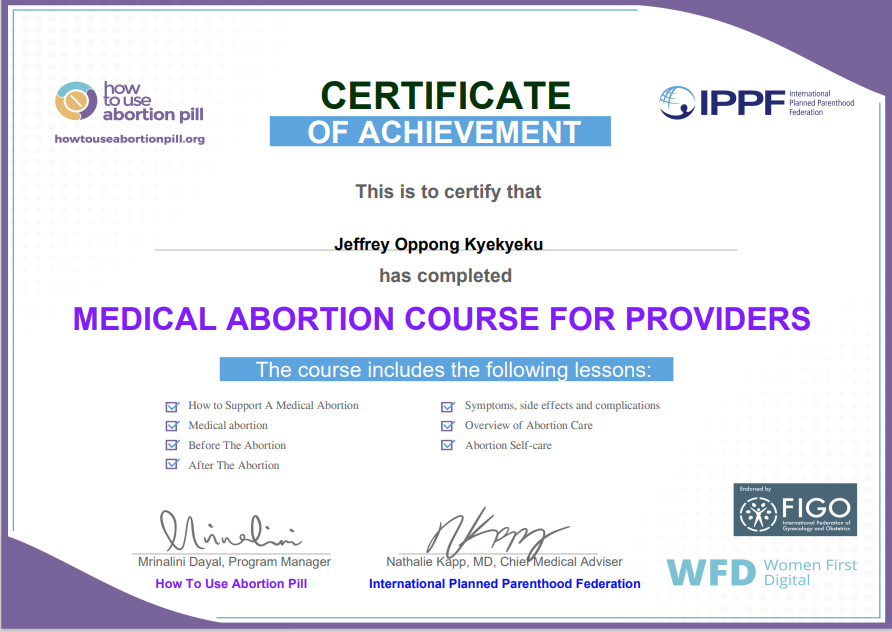 how
to use
abortion pill
howtouseabortionpill.org
CERTIFICATE
OF ACHIEVEMENT
IPPF
International
Planned Parenthood
Federation
This is to certify that
Jeffrey Oppong Kyekyeku
has completed
MEDICAL ABORTION COURSE FOR PROVIDERS
The course includes the following lessons:
How to Support A Medical Abortion
Medical abortion
Before The Abortion
After The Abortion
Symptoms, side effects and complications
Overview of Abortion Care
Abortion Self-care
Mrinalini
Mrinalini Dayal, Program Manager
How To Use Abortion Pill
NKapp
Nathalie Kapp, MD, Chief Medical Adviser
International Planned Parenthood Federation
Endorsed by
FIGO
International Federation of
Gynecology and Obstetrics
WFD
Women First
Digital